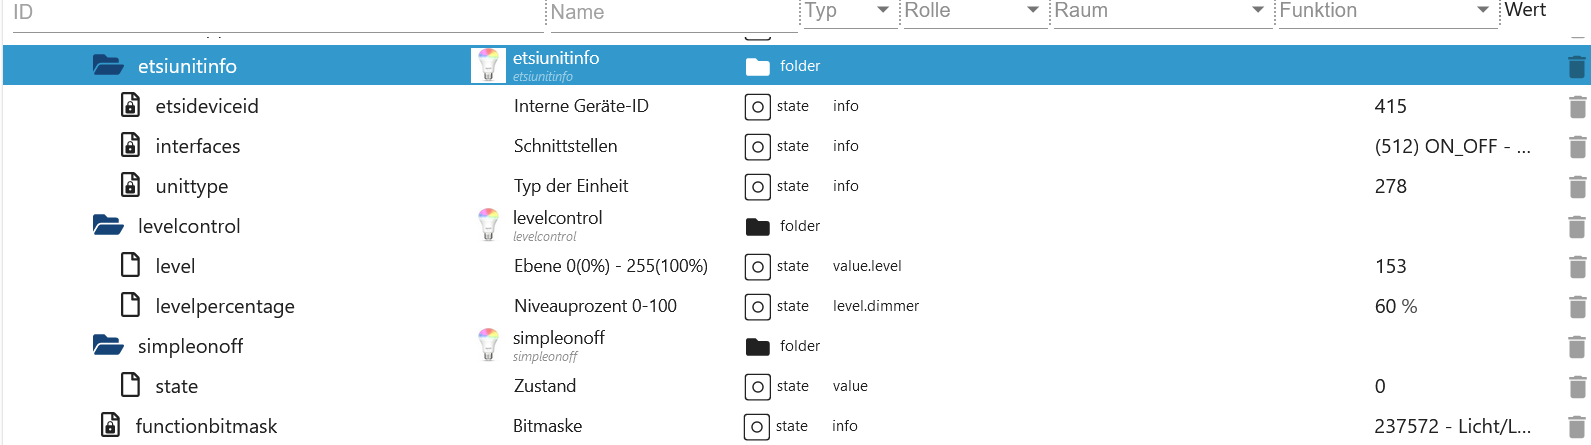 ID Name Typ Rolle Raum Funktion Wert
etsiunitinfo etsiunitinfo folder
etsiunitinfo
etsideviceid Interne Geräte-ID state info 415
interfaces Schnittstellen state info (512) ON_OFF - ...
unittype Typ der Einheit state info 278
levelcontrol levelcontrol folder
levelcontrol
level Ebene 0(0%) - 255(100%) state value.level 153
levelpercentage Niveauprozent 0-100 state level.dimmer 60 %
simpleonoff simpleonoff folder
simpleonoff
state Zustand state value 0
functionbitmask Bitmaske state info 237572 - Licht/L...